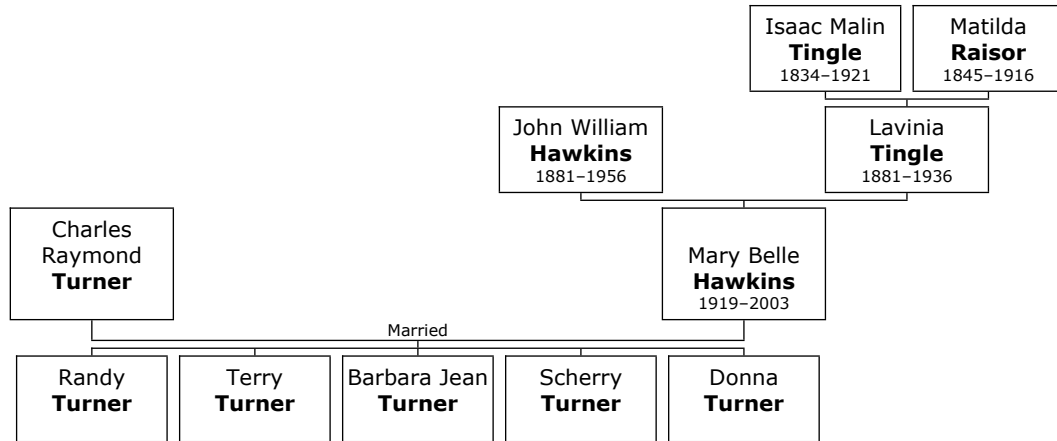 Isaac Malin
Tingle
1834–1921
Matilda
Raisor
1845–1916
John William
Hawkins
1881–1956
Lavinia
Tingle
1881–1936
Charles
Raymond
Turner
Mary Belle
Hawkins
1919–2003
Married
Randy
Turner
Terry
Turner
Barbara Jean
Turner
Scherry
Turner
Donna
Turner